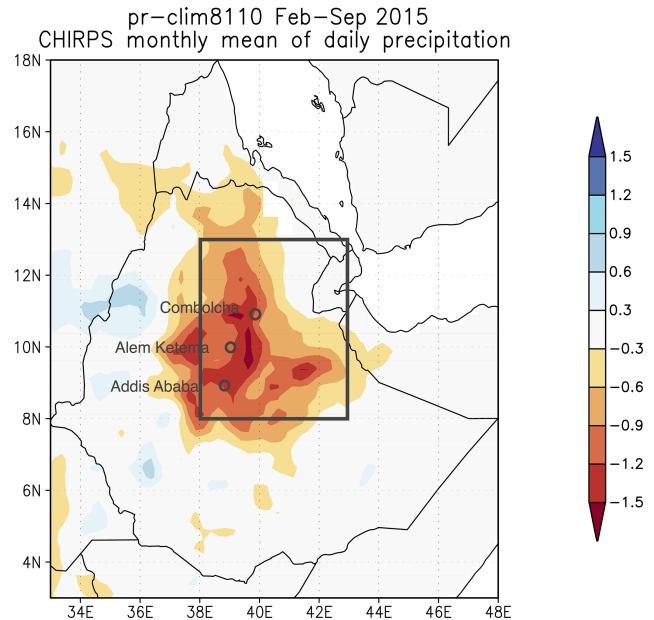 pr-clim8110 Feb-Sep 2015
CHIRPS monthly mean of daily precipitation
18N
16N
14N
12N
10N
8N
6N
4N
34E 36E 38E 40E 42E 44E 46E 48E
Combolcha
Alem Ketema
Addis Ababa
1.5
1.2
0.9
0.6
0.3
-0.3
-0.6
-0.9
-1.2
-1.5